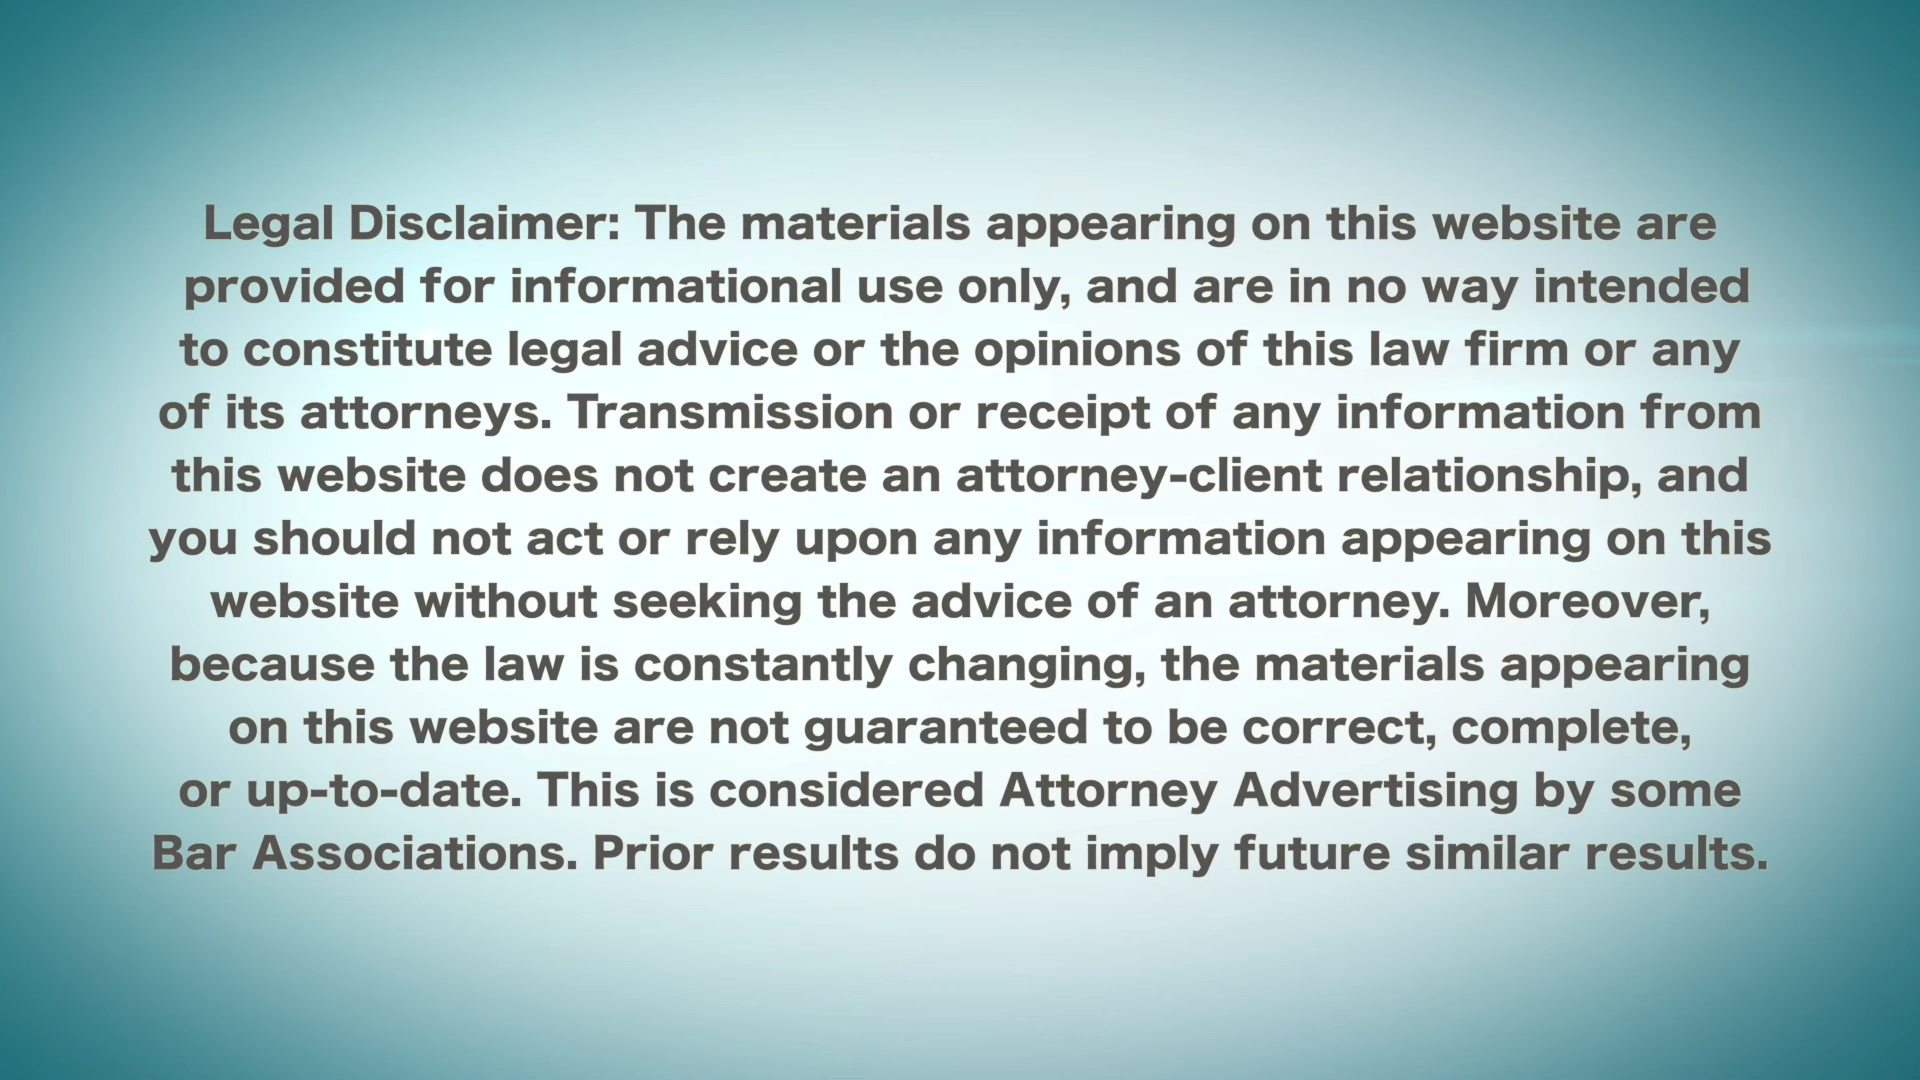 Legal Disclaimer: The materials appearing on this website are
provided for informational use only, and are in no way intended
to constitute legal advice or the opinions of this law firm or any
of its attorneys. Transmission or receipt of any information from
this website does not create an attorney-client relationship, and
you should not act or rely upon any information appearing on this
website without seeking the advice of an attorney. Moreover,
because the law is constantly changing, the materials appearing
on this website are not guaranteed to be correct, complete,
or up-to-date. This is considered Attorney Advertising by some
Bar Associations. Prior results do not imply future similar results.